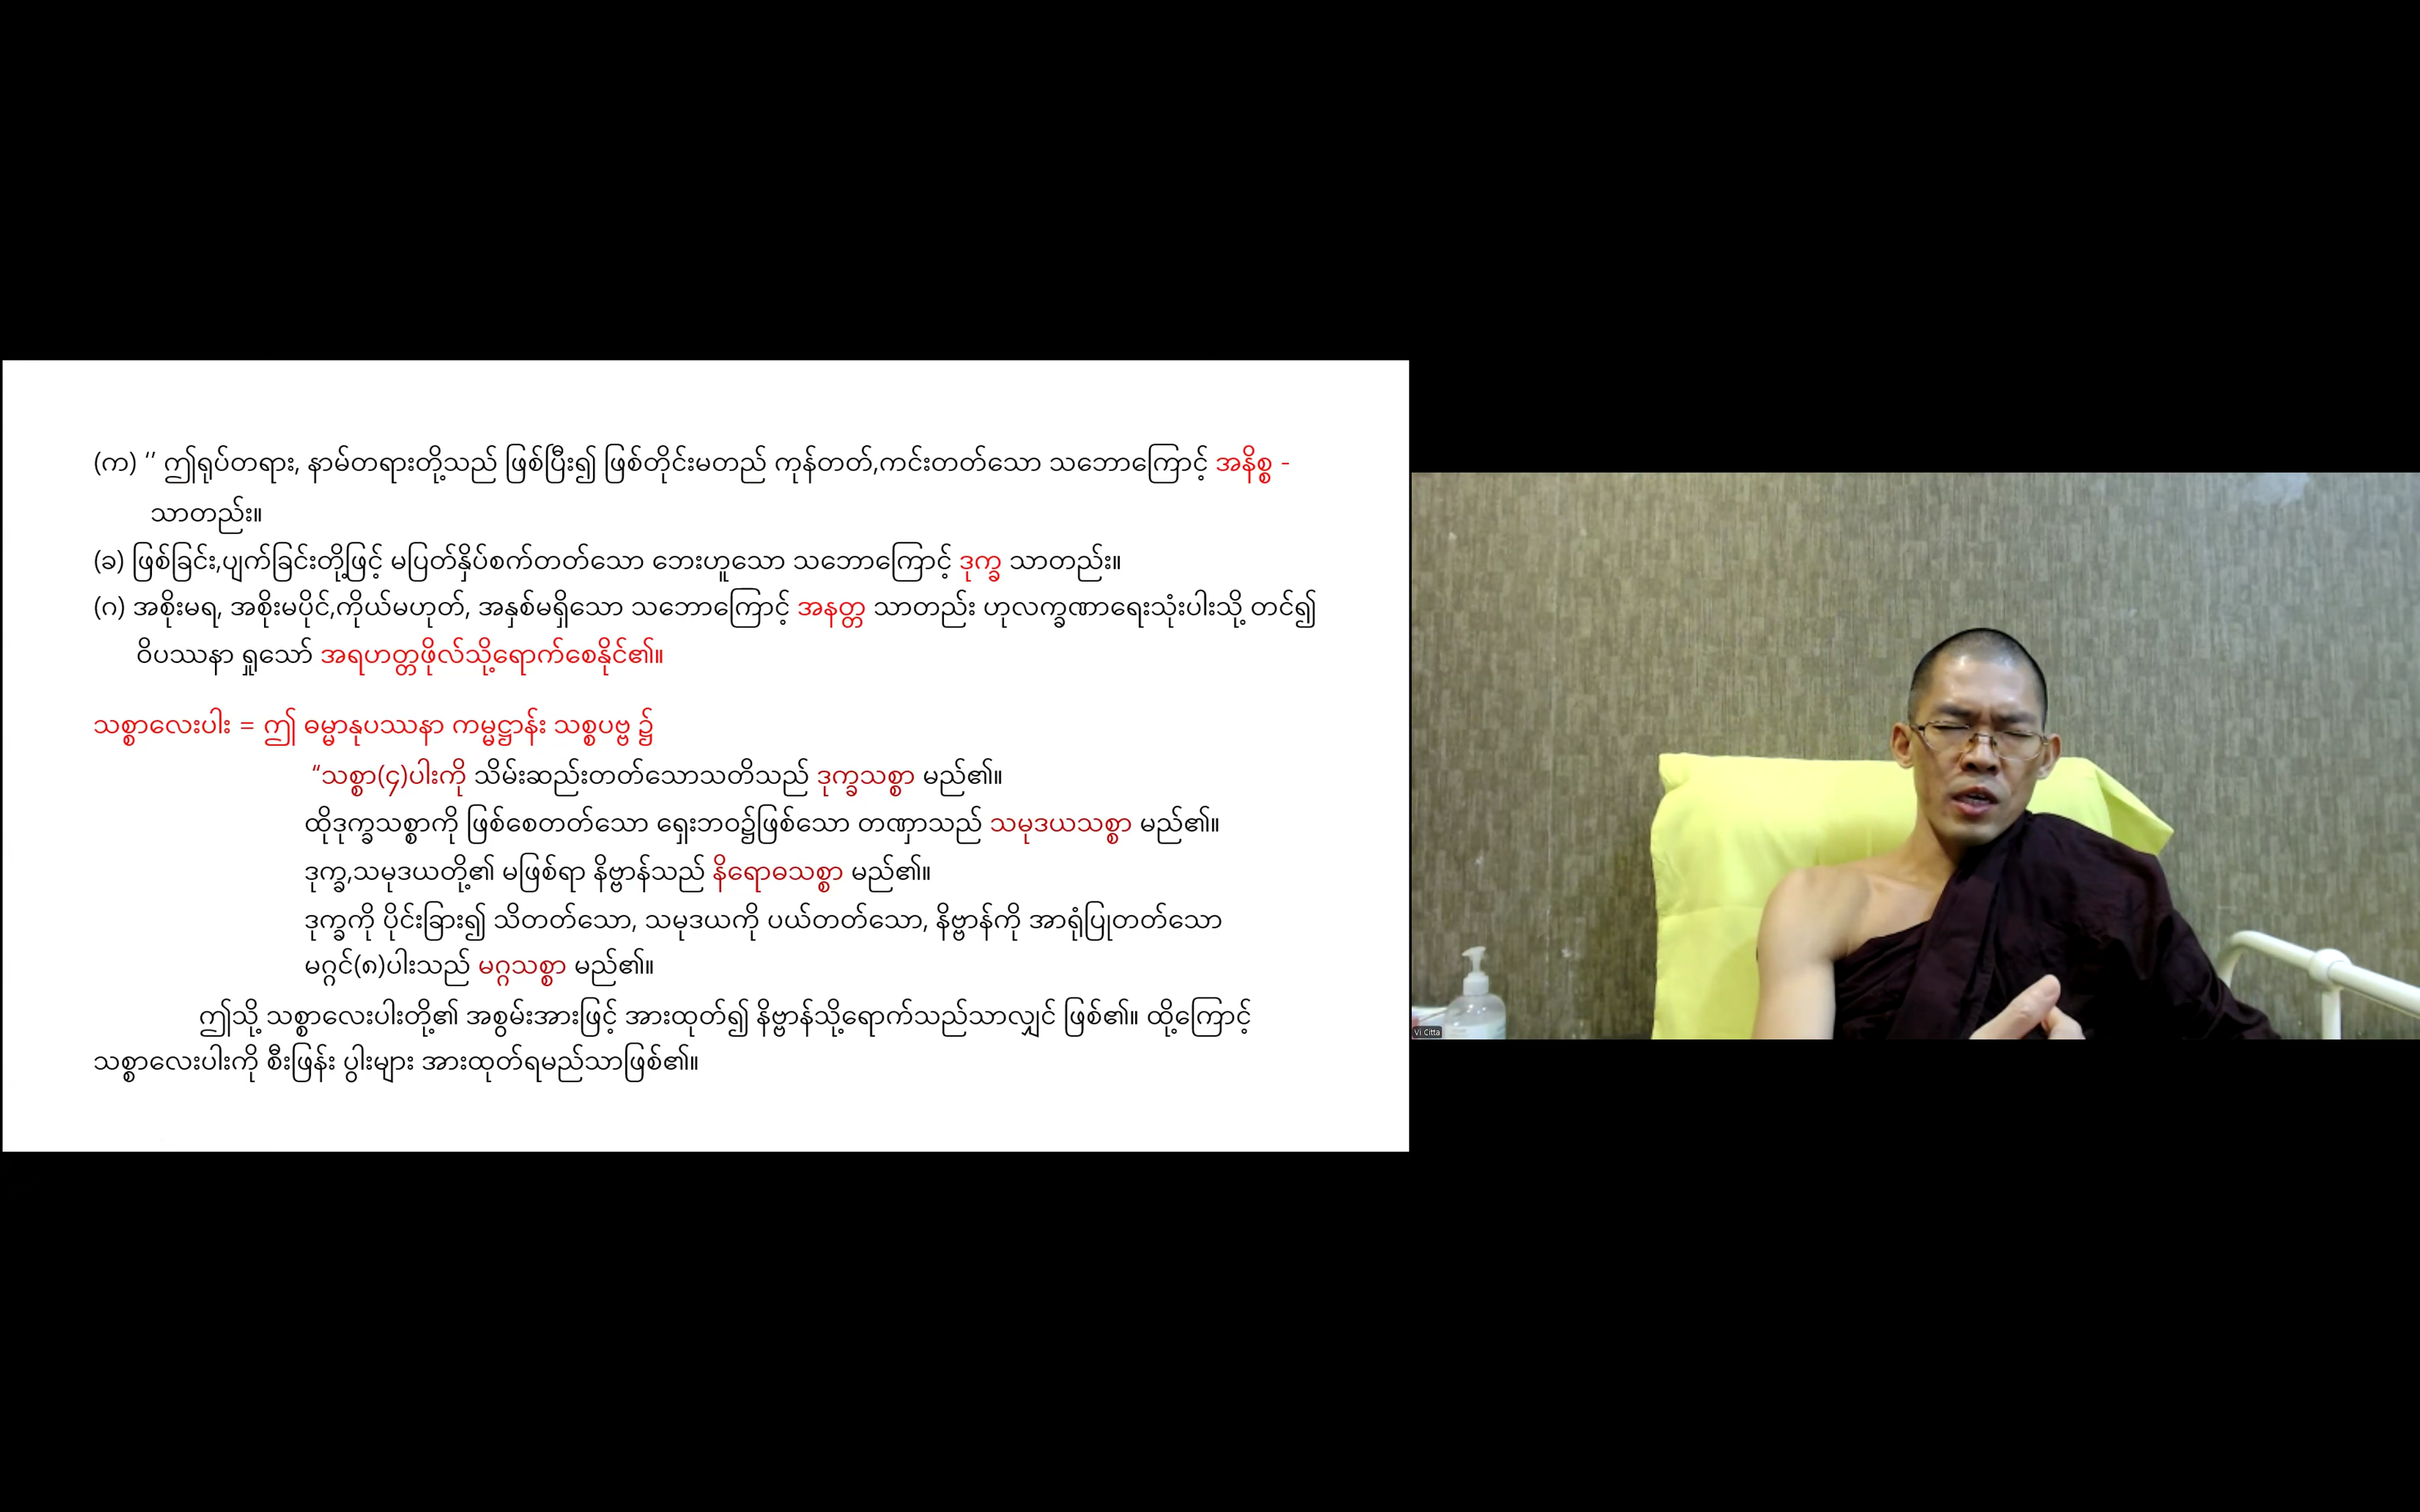 (က) ‘’ ဤရုပ်တရား, နာမ်တရားတို့သည် ဖြစ်ပြီး၍ ဖြစ်တိုင်းမတည် ကုန်တတ်,ကင်းတတ်သော သဘောကြောင့် အနိစ္စ -
သာတည်း။
(ခ) ဖြစ်ခြင်း,ပျက်ခြင်းတို့ဖြင့် မပြတ်နှိပ်စက်တတ်သော ဘေးဟူသော သဘောကြောင့် ဒုက္ခ သာတည်း။
(ဂ) အစိုးမရ, အစိုးမပိုင်,ကိုယ်မဟုတ်, အနှစ်မရှိသော သဘောကြောင့် အနတ္တ သာတည်း ဟုလက္ခဏာရေးသုံးပါးသို့ တင်၍
ဝိပဿနာ ရှုသော် အရဟတ္တဖိုလ်သို့ရောက်စေနိုင်၏။
သစ္စာလေးပါး = ဤ ဓမ္မာနုပဿနာ ကမ္မဋ္ဌာန်း သစ္စပဗ္ဗ ၌
“သစ္စာ(၄)ပါးကို သိမ်းဆည်းတတ်သောသတိသည် ဒုက္ခသစ္စာ မည်၏။
ထိုဒုက္ခသစ္စာကို ဖြစ်စေတတ်သော ရှေးဘဝ၌ဖြစ်သော တဏှာသည် သမုဒယသစ္စာ မည်၏။
ဒုက္ခ,သမုဒယတို့၏ မဖြစ်ရာ နိဗ္ဗာန်သည် နိရောဓသစ္စာ မည်၏။
ဒုက္ခကို ပိုင်းခြား၍ သိတတ်သော, သမုဒယကို ပယ်တတ်သော, နိဗ္ဗာန်ကို အာရုံပြုတတ်သော
မဂ္ဂင်(၈)ပါးသည် မဂ္ဂသစ္စာ မည်၏။
ဤသို့ သစ္စာလေးပါးတို့၏ အစွမ်းအားဖြင့် အားထုတ်၍ နိဗ္ဗာန်သို့ရောက်သည်သာလျှင် ဖြစ်၏။ ထို့ကြောင့်
သစ္စာလေးပါးကို စီးဖြန်း ပွါးများ အားထုတ်ရမည်သာဖြစ်၏။
Vi Citta